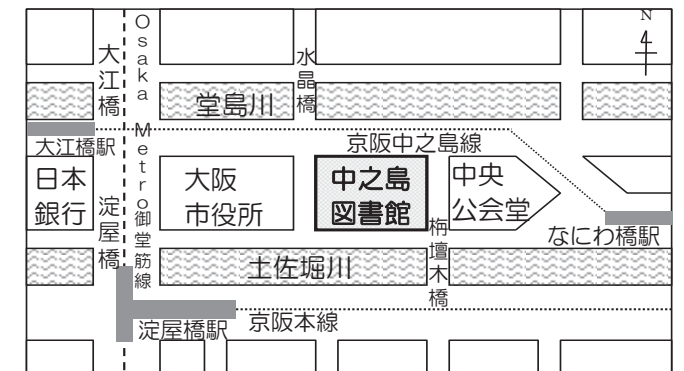 N
大江橋
Osaka Metro御堂筋線
水晶橋
堂島川
京阪中之島線
大江橋駅
日本
銀行
大阪
市役所
中之島
図書館
中央
公会堂
なにわ橋駅
淀屋橋
栴壇木橋
土佐堀川
淀屋橋駅
京阪本線